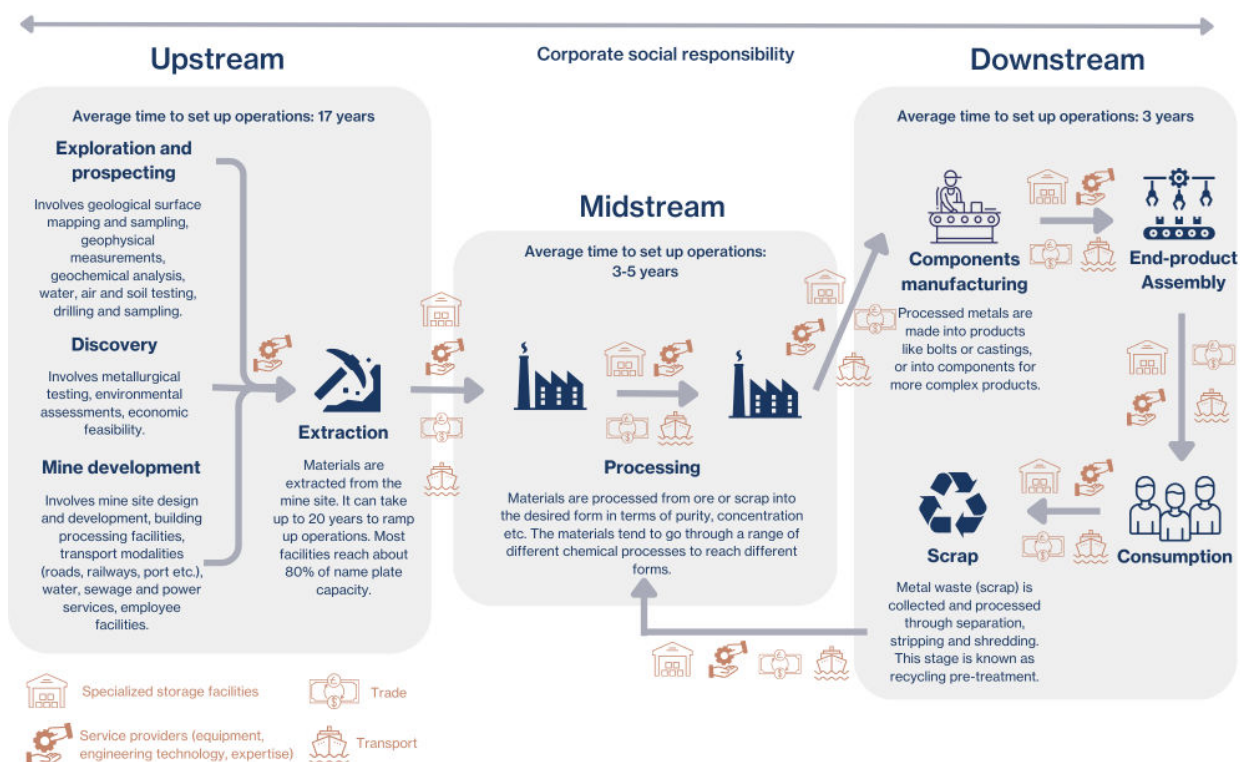 Corporate social responsibility
Upstream
Average time to set up operations: 17 years
Exploration and
prospecting
Involves geological surface
mapping and sampling,
geophysical
measurements,
geochemical analysis,
water, air and soil testing,
drilling and sampling.
Discovery
Involves metallurgical
testing, environmental
assessments, economic
feasibility.
Mine development
Involves mine site design
and development, building
processing facilities,
transport modalities
(roads, railways, port etc.),
water, sewage and power
services, employee
facilities.
Extraction
Materials are
extracted from the
mine site. It can take
up to 20 years to ramp
up operations. Most
facilities reach about
80% of name plate
capacity.
Midstream
Average time to set up operations:
3-5 years
Processing
Materials are processed from ore or scrap into
the desired form in terms of purity, concentration
etc. The materials tend to go through a range of
different chemical processes to reach different
forms.
Downstream
Average time to set up operations: 3 years
Components
manufacturing
Processed metals are
made into products
like bolts or castings,
or into components for
more complex products.
End-product
Assembly
Consumption
Scrap
Metal waste (scrap) is
collected and processed
through separation,
stripping and shredding.
This stage is known as
recycling pre-treatment.
Specialized storage facilities
Trade
Service providers (equipment,
engineering technology, expertise)
Transport